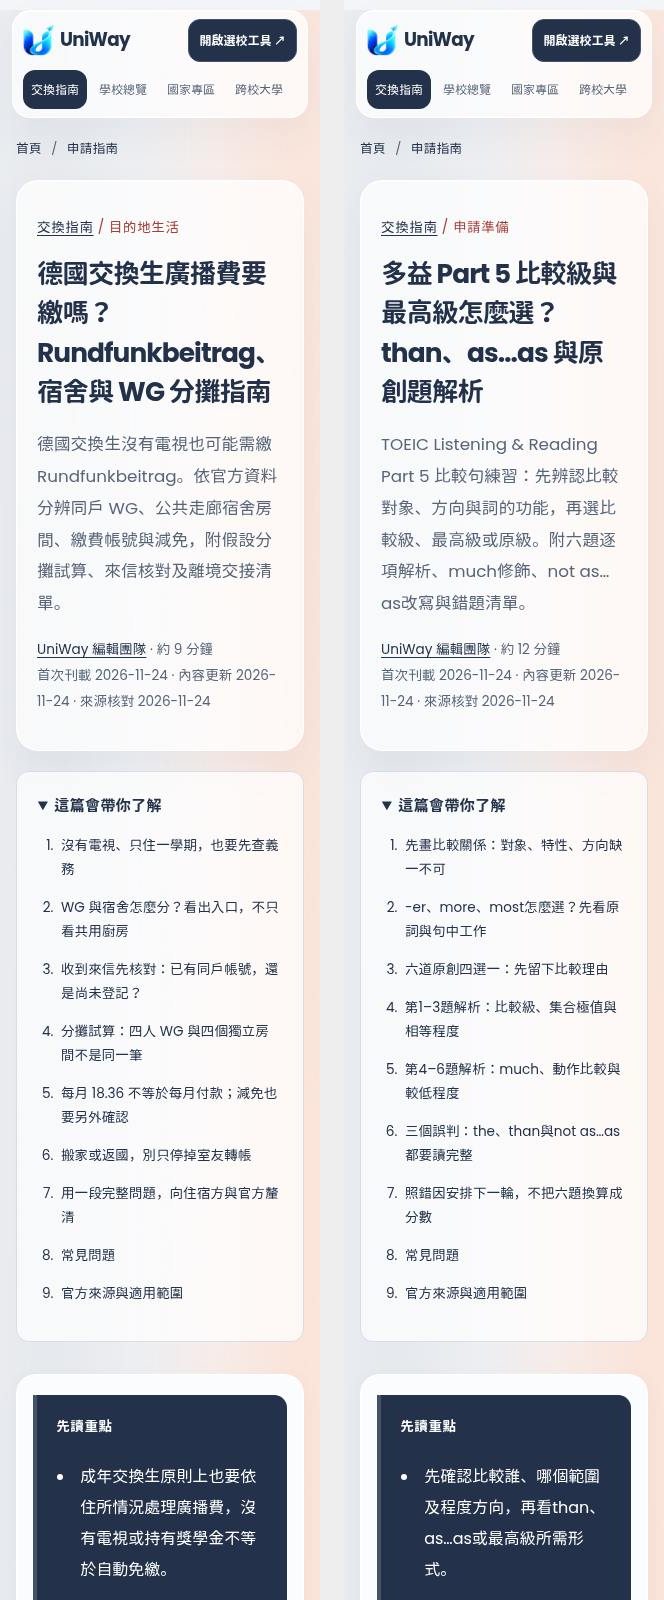 UniWay
開啟選校工具 ↗
交換指南 學校總覽 國家專區 跨校大學
首頁 / 申請指南
交換指南 / 目的地生活
德國交換生廣播費要
繳嗎？
Rundfunkbeitrag、
宿舍與 WG 分攤指南
德國交換生沒有電視也可能需繳
Rundfunkbeitrag。依官方資料
分辨同戶 WG、公共走廊宿舍房
間、繳費帳號與減免，附假設分
攤試算、來信核對及離境交接清
單。
UniWay 編輯團隊 · 約 9 分鐘
首次刊載 2026-11-24 · 內容更新 2026-
11-24 · 來源核對 2026-11-24
▼ 這篇會帶你了解
1. 沒有電視、只住一學期，也要先查義
務
2. WG 與宿舍怎麼分？看出入口，不只
看共用廚房
3. 收到來信先核對：已有同戶帳號，還
是尚未登記？
4. 分攤試算：四人 WG 與四個獨立房
間不是同一筆
5. 每月 18.36 不等於每月付款；減免也
要另外確認
6. 搬家或返國，別只停掉室友轉帳
7. 用一段完整問題，向住宿方與官方釐
清
8. 常見問題
9. 官方來源與適用範圍
先讀重點
• 成年交換生原則上也要依
住所情況處理廣播費，沒
有電視或持有獎學金不等
於自動免繳。
UniWay
開啟選校工具 ↗
交換指南 學校總覽 國家專區 跨校大學
首頁 / 申請指南
交換指南 / 申請準備
多益 Part 5 比較級與
最高級怎麼選？
than、as…as 與原
創題解析
TOEIC Listening & Reading
Part 5 比較句練習：先辨認比較
對象、方向與詞的功能，再選比
較級、最高級或原級。附六題逐
項解析、much修飾、not as…
as改寫與錯題清單。
UniWay 編輯團隊 · 約 12 分鐘
首次刊載 2026-11-24 · 內容更新 2026-
11-24 · 來源核對 2026-11-24
▼ 這篇會帶你了解
1. 先畫比較關係：對象、特性、方向缺
一不可
2. -er、more、most怎麼選？先看原
詞與句中工作
3. 六道原創四選一：先留下比較理由
4. 第1–3題解析：比較級、集合極值與
相等程度
5. 第4–6題解析：much、動作比較與
較低程度
6. 三個誤判：the、than與not as…as
都要讀完整
7. 照錯因安排下一輪，不把六題換算成
分數
8. 常見問題
9. 官方來源與適用範圍
先讀重點
• 先確認比較誰、哪個範圍
及程度方向，再看than、
as…as或最高級所需形
式。